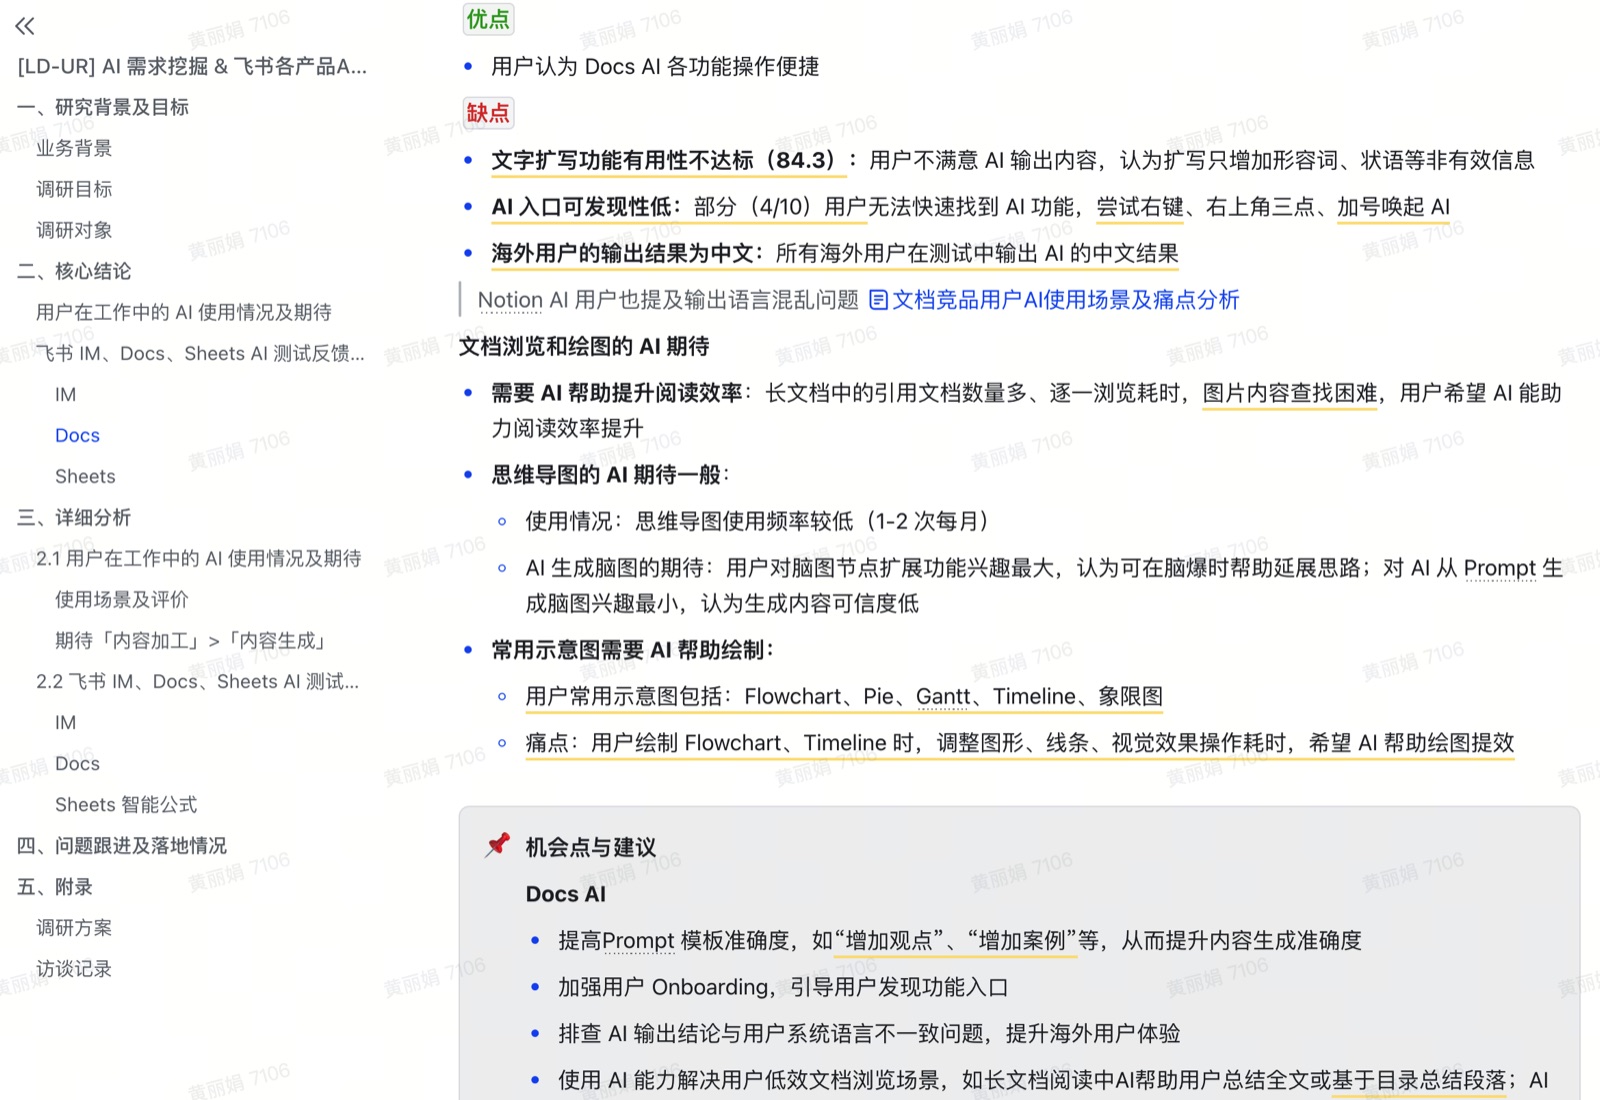 [LD-UR] AI 需求挖掘 & 飞书各产品A...
一、研究背景及目标
业务背景
调研目标
调研对象
二、核心结论
用户在工作中的 AI 使用情况及期待
飞书 IM、Docs、Sheets AI 测试反馈...
IM
Docs
Sheets
三、详细分析
2.1 用户在工作中的 AI 使用情况及期待
使用场景及评价
期待「内容加工」>「内容生成」
2.2 飞书 IM、Docs、Sheets AI 测试...
IM
Docs
Sheets 智能公式
四、问题跟进及落地情况
五、附录
调研方案
访谈记录
优点
用户认为 Docs AI 各功能操作便捷
缺点
文字扩写功能有用性不达标（84.3）：用户不满意 AI 输出内容，认为扩写只增加形容词、状语等非有效信息
AI 入口可发现性低：部分（4/10）用户无法快速找到 AI 功能，尝试右键、右上角三点、加号唤起 AI
海外用户的输出结果为中文：所有海外用户在测试中输出 AI 的中文结果
Notion AI 用户也提及输出语言混乱问题 文档竞品用户AI使用场景及痛点分析
文档浏览和绘图的 AI 期待
需要 AI 帮助提升阅读效率：长文档中的引用文档数量多、逐一浏览耗时，图片内容查找困难，用户希望 AI 能助
力阅读效率提升
思维导图的 AI 期待一般：
使用情况：思维导图使用频率较低（1-2 次每月）
AI 生成脑图的期待：用户对脑图节点扩展功能兴趣最大，认为可在脑爆时帮助延展思路；对 AI 从 Prompt 生
成脑图兴趣最小，认为生成内容可信度低
常用示意图需要 AI 帮助绘制：
用户常用示意图包括：Flowchart、Pie、Gantt、Timeline、象限图
痛点：用户绘制 Flowchart、Timeline 时，调整图形、线条、视觉效果操作耗时，希望 AI 帮助绘图提效
机会点与建议
Docs AI
提高Prompt 模板准确度，如“增加观点”、“增加案例”等，从而提升内容生成准确度
加强用户 Onboarding，引导用户发现功能入口
排查 AI 输出结论与用户系统语言不一致问题，提升海外用户体验
使用 AI 能力解决用户低效文档浏览场景，如长文档阅读中AI帮助用户总结全文或基于目录总结段落；AI
黄丽娟 7106